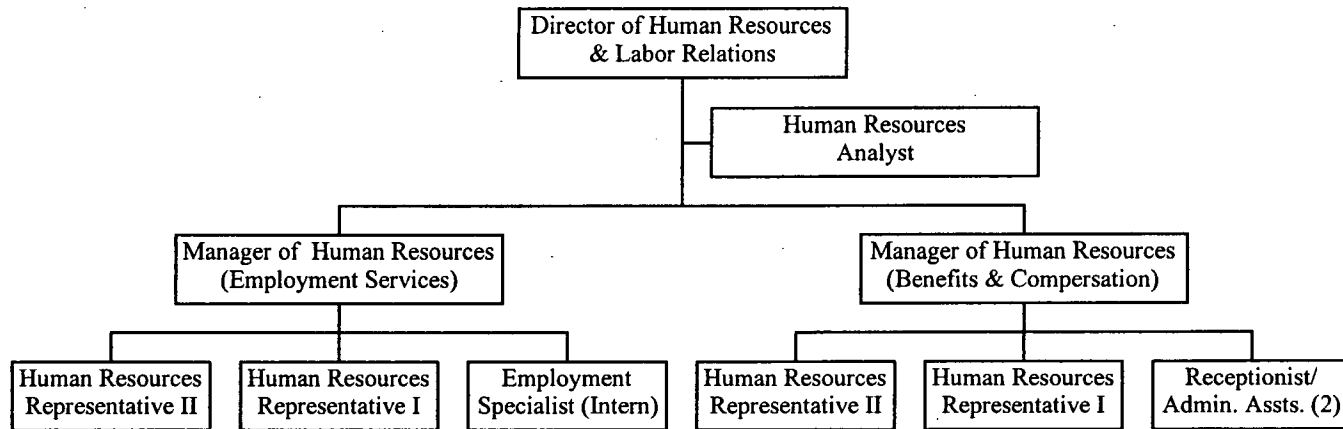 Director of Human Resources
& Labor Relations
Human Resources
Analyst
Manager of Human Resources
(Employment Services)
Manager of Human Resources
(Benefits & Compersation)
Human Resources
Representative II
Human Resources
Representative I
Employment
Specialist (Intern)
Human Resources
Representative II
Human Resources
Representative I
Receptionist/
Admin. Assts. (2)